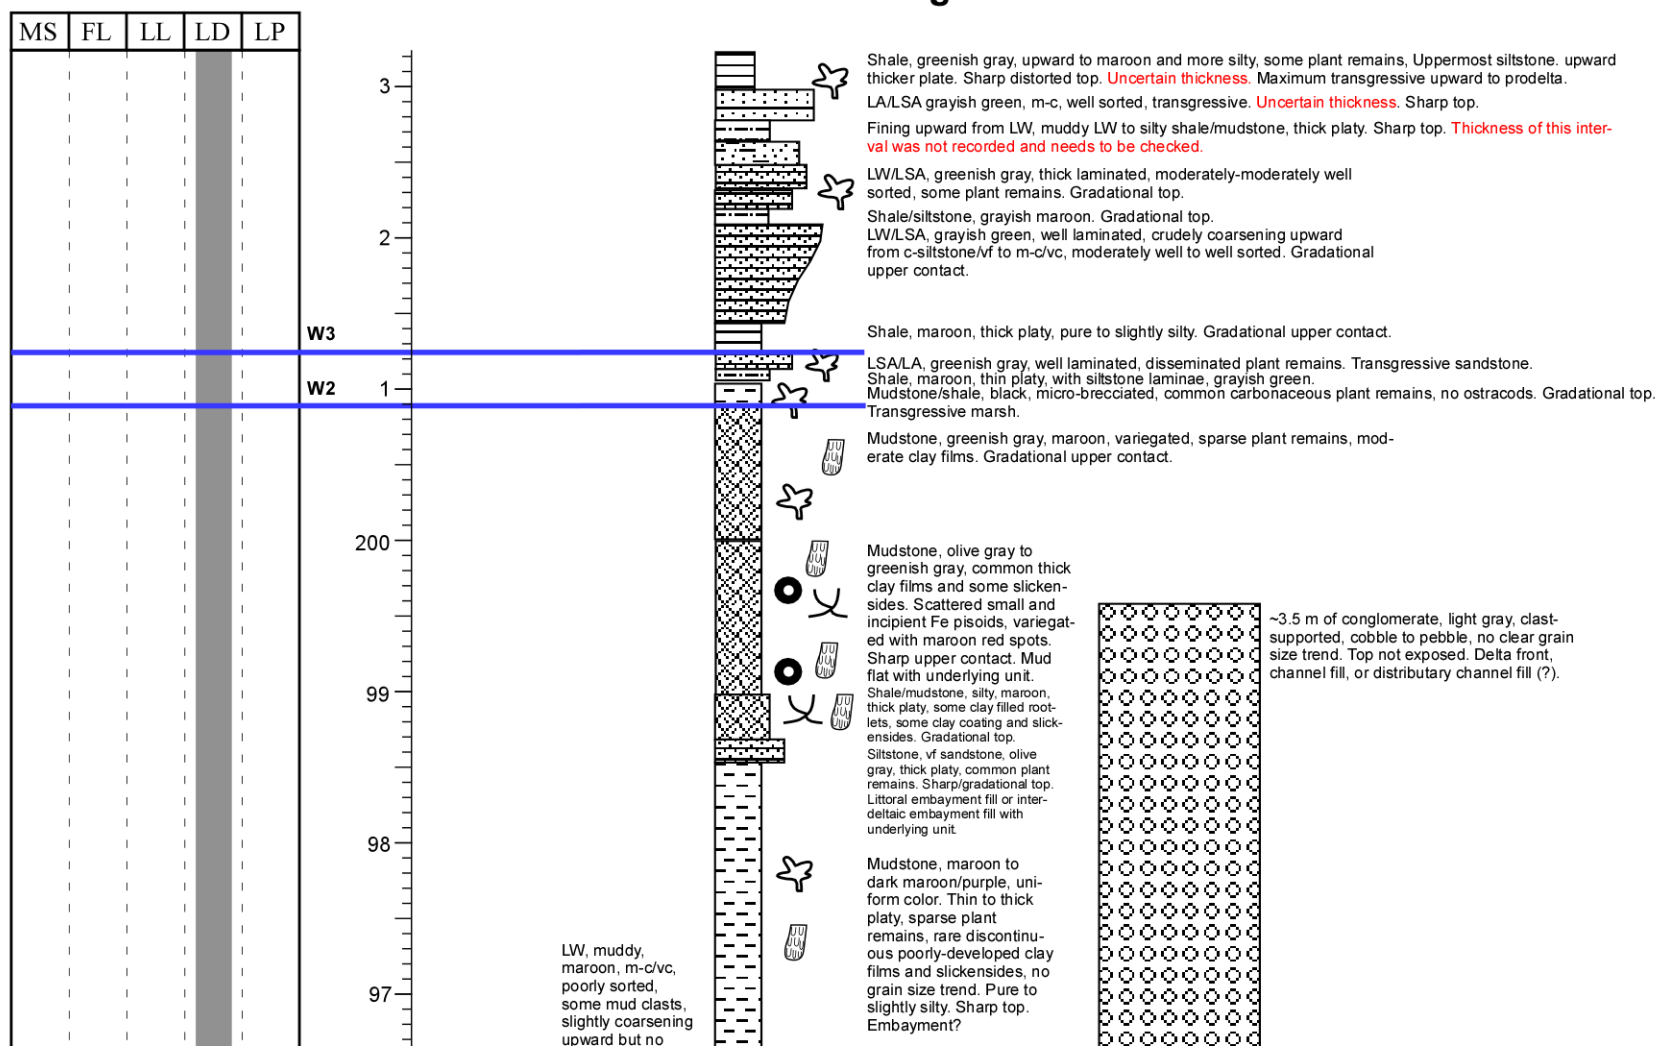 g
MS FL LL LD LP
3
Shale, greenish gray, upward to maroon and more silty, some plant remains, Uppermost siltstone. upward
thicker plate. Sharp distorted top. Uncertain thickness. Maximum transgressive upward to prodelta.
LA/LSA grayish green, m-c, well sorted, transgressive. Uncertain thickness. Sharp top.
Fining upward from LW, muddy LW to silty shale/mudstone, thick platy. Sharp top. Thickness of this inter-
val was not recorded and needs to be checked.
LW/LSA, greenish gray, thick laminated, moderately-moderately well
sorted, some plant remains. Gradational top.
Shale/siltstone, grayish maroon. Gradational top.
2
LW/LSA, grayish green, well laminated, crudely coarsening upward
from c-siltstone/vf to m-c/vc, moderately well to well sorted. Gradational
upper contact.
W3
Shale, maroon, thick platy, pure to slightly silty. Gradational upper contact.
LSA/LA, greenish gray, well laminated, disseminated plant remains. Transgressive sandstone.
Shale, maroon, thin platy, with siltstone laminae, grayish green.
W2
1
Mudstone/shale, black, micro-brecciated, common carbonaceous plant remains, no ostracods. Gradational top.
Transgressive marsh.
Mudstone, greenish gray, maroon, variegated, sparse plant remains, mod-
erate clay films. Gradational upper contact.
200
Mudstone, olive gray to
greenish gray, common thick
clay films and some slicken-
sides. Scattered small and
incipient Fe pisoids, variegat-
ed with maroon red spots.
Sharp upper contact. Mud
flat with underlying unit.
~3.5 m of conglomerate, light gray, clast-
supported, cobble to pebble, no clear grain
size trend. Top not exposed. Delta front,
channel fill, or distributary channel fill (?).
99
Shale/mudstone, silty, maroon,
thick platy, some clay filled root-
lets, some clay coating and slick-
ensides. Gradational top.
Siltstone, vf sandstone, olive
gray, thick platy, common plant
remains. Sharp/gradational top.
Littoral embayment fill or inter-
deltaic embayment fill with
underlying unit.
98
Mudstone, maroon to
dark maroon/purple, uni-
form color. Thin to thick
platy, sparse plant
remains, rare discontinu-
ous poorly-developed clay
films and slickensides, no
grain size trend. Pure to
slightly silty. Sharp top.
Embayment?
97
LW, muddy,
maroon, m-c/vc,
poorly sorted,
some mud clasts,
slightly coarsening
upward but no